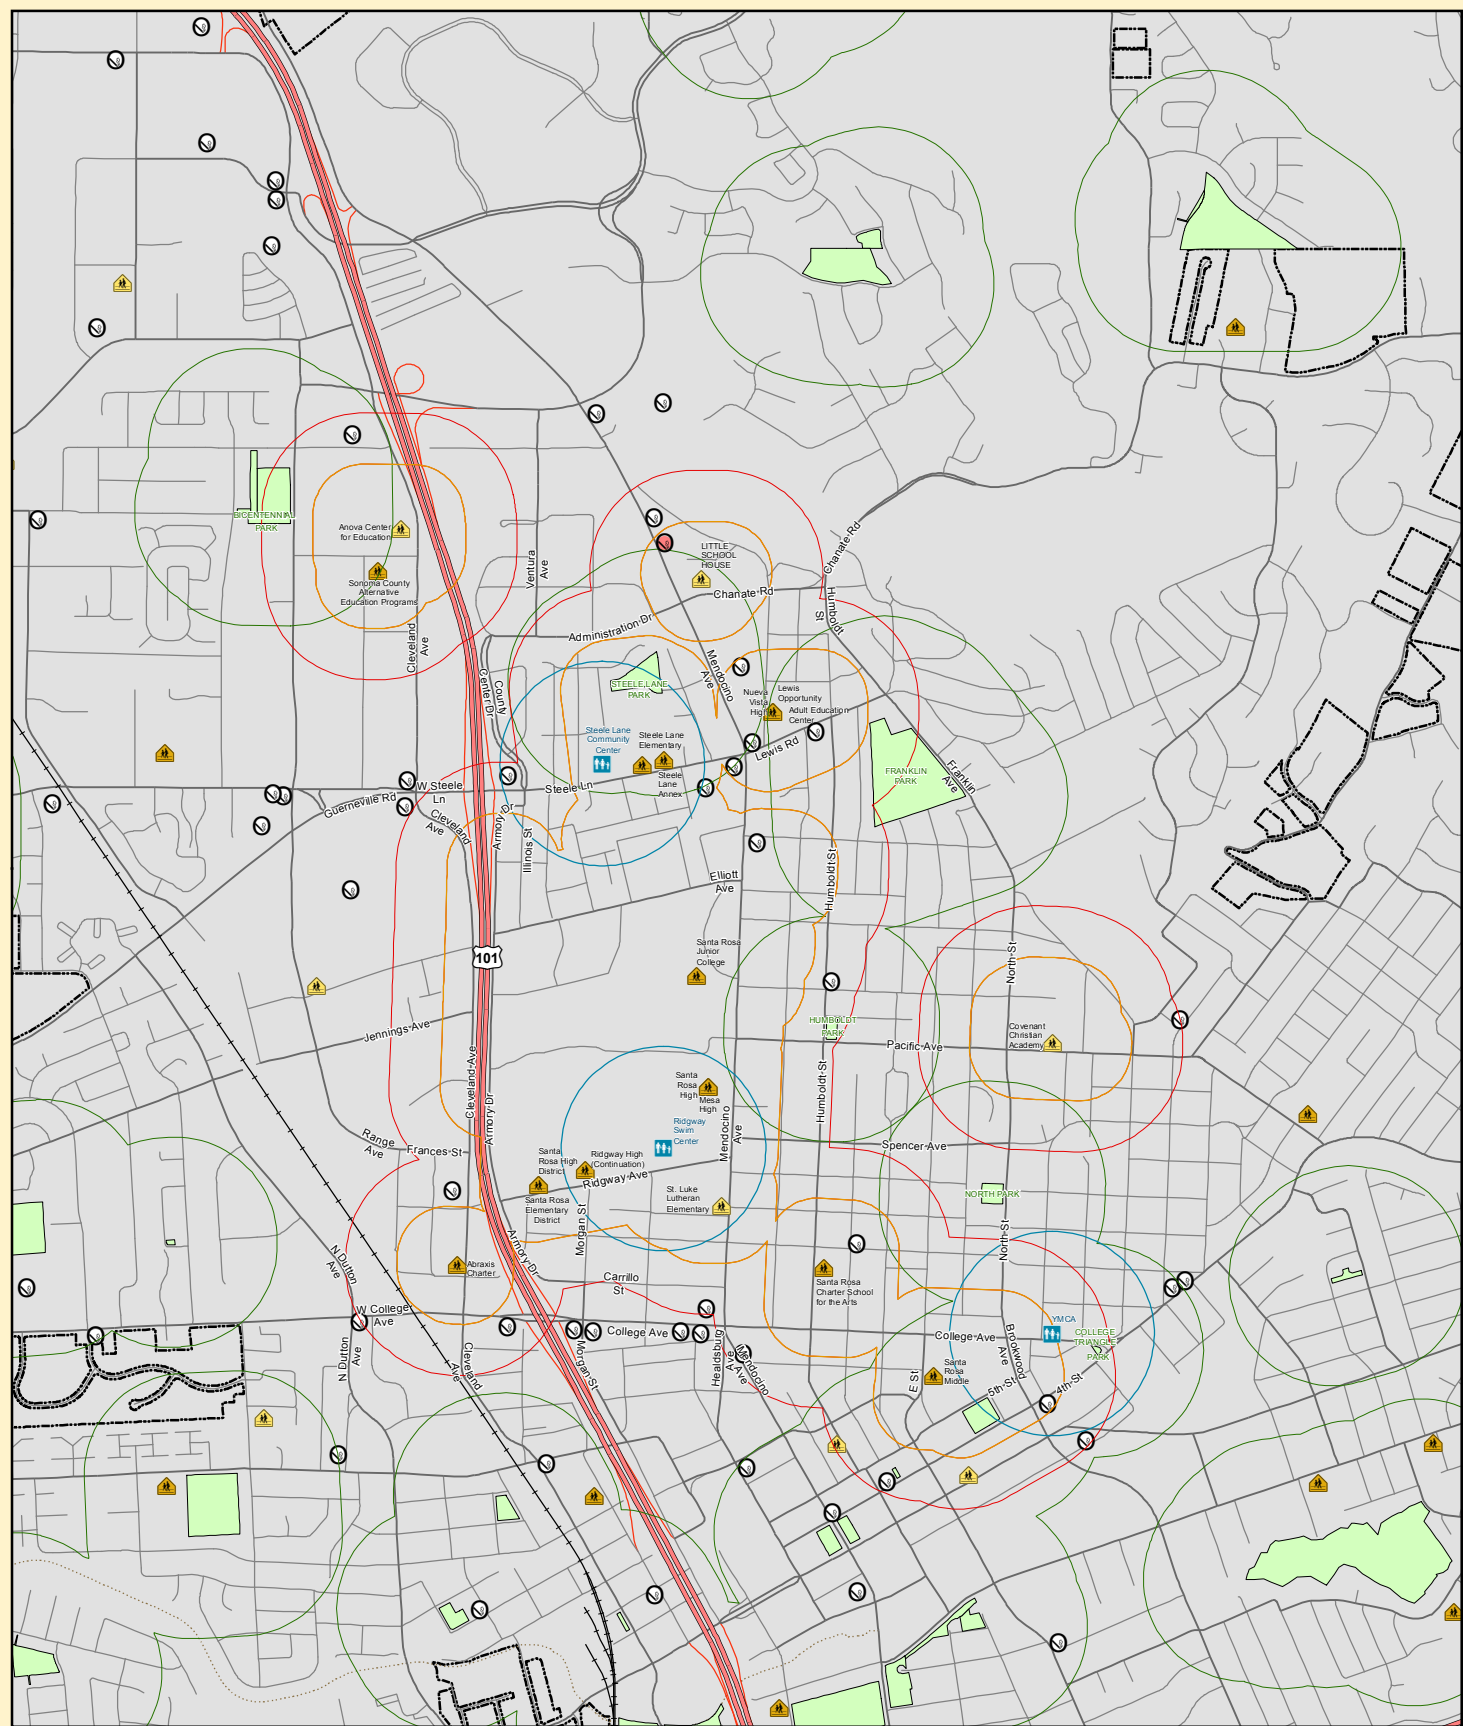 BICENTENNIAL
PARK
Anova Center
for Education
Sonoma County
Alternative
Education Programs
Cleveland
Ave
Ventura
Ave
LITTLE
SCHOOL
HOUSE
Chanate Rd
Chanate Rd
Humboldt
St
Administration Dr
Mendocino
Ave
County
Center Dr
STEELE LANE
PARK
Nueva
Vista
High
Lewis
Opportunity
Adult Education
Center
Steele Lane
Community
Center
Steele Lane
Elementary
Steele
Lane
Annex
Lewis Rd
FRANKLIN
PARK
Franklin
Ave
W Steele
Ln
Steele Ln
Guerneville Rd
Cleveland
Ave
Armory Dr
Illinois St
Elliott
Ave
Humboldt St
Santa Rosa
Junior
College
101
North St
HUMBOLDT
PARK
Covenant
Christian
Academy
Jennings Ave
Pacific Ave
Cleveland Ave
Armory Dr
Santa
Rosa
High
Mesa
High
Ridgway
Swim
Center
Mendocino
Ave
Humboldt St
Spencer Ave
Range
Ave
Frances St
Santa
Rosa High
District
Ridgway High
(Continuation)
Ridgway Ave
St. Luke
Lutheran
Elementary
Santa Rosa
Elementary
District
Morgan St
NORTH PARK
North St
N Dutton
Ave
Armory Dr
Abraxis
Charter
Carrillo
St
Santa Rosa
Charter School
for the Arts
W College
Ave
College Ave
College Ave
YMCA
COLLEGE
TRIANGLE
PARK
N Dutton
Ave
Cleveland
Ave
Morgan St
Healdsburg
Ave
Mendocino
Ave
Brookwood
Ave
E St
Santa
Rosa
Middle
5th St
4th St